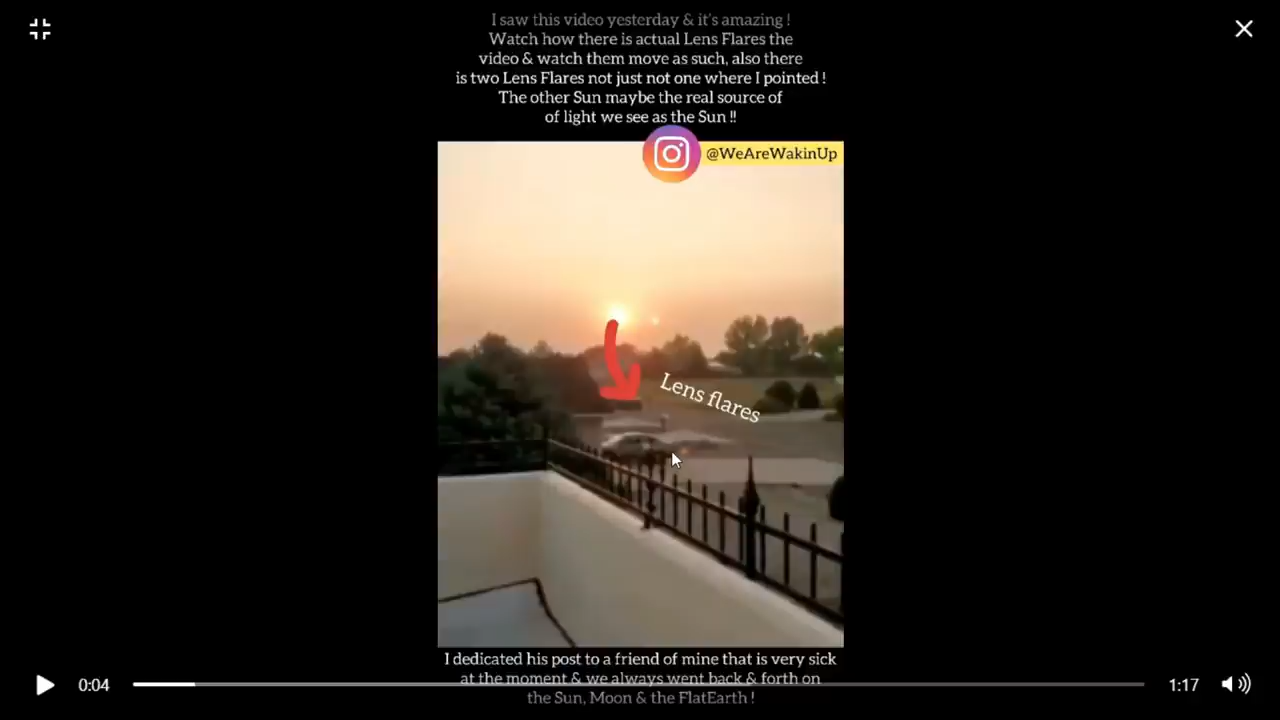 I saw this video yesterday & it's amazing !
Watch how there is actual Lens Flares the
video & watch them move as such, also there
is two Lens Flares not just not one where I pointed !
The other Sun maybe the real source of
of light we see as the Sun !!
@WeAreWakinUp
Lens flares
I dedicated his post to a friend of mine that is very sick
at the moment & we always went back & forth on
the Sun, Moon & the FlatEarth !
0:04
1:17